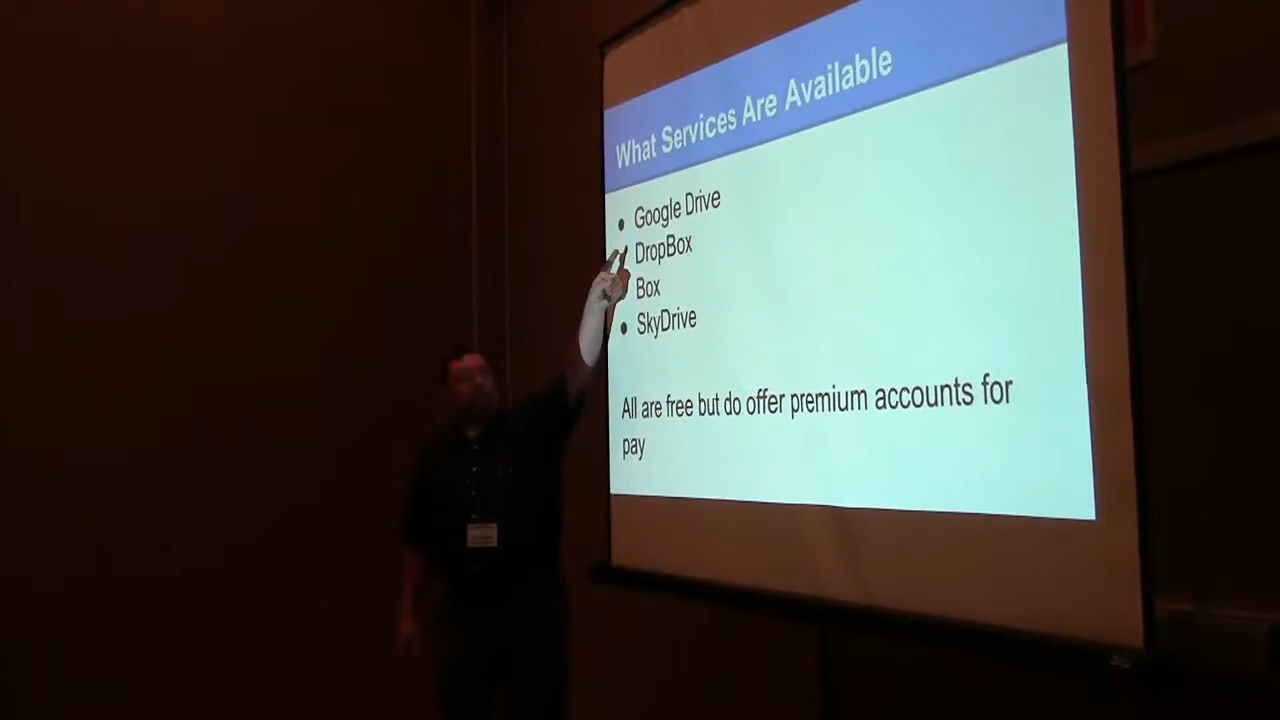 What Services Are Available
● Google Drive
DropBox
Box
● SkyDrive
All are free but do offer premium accounts for
pay